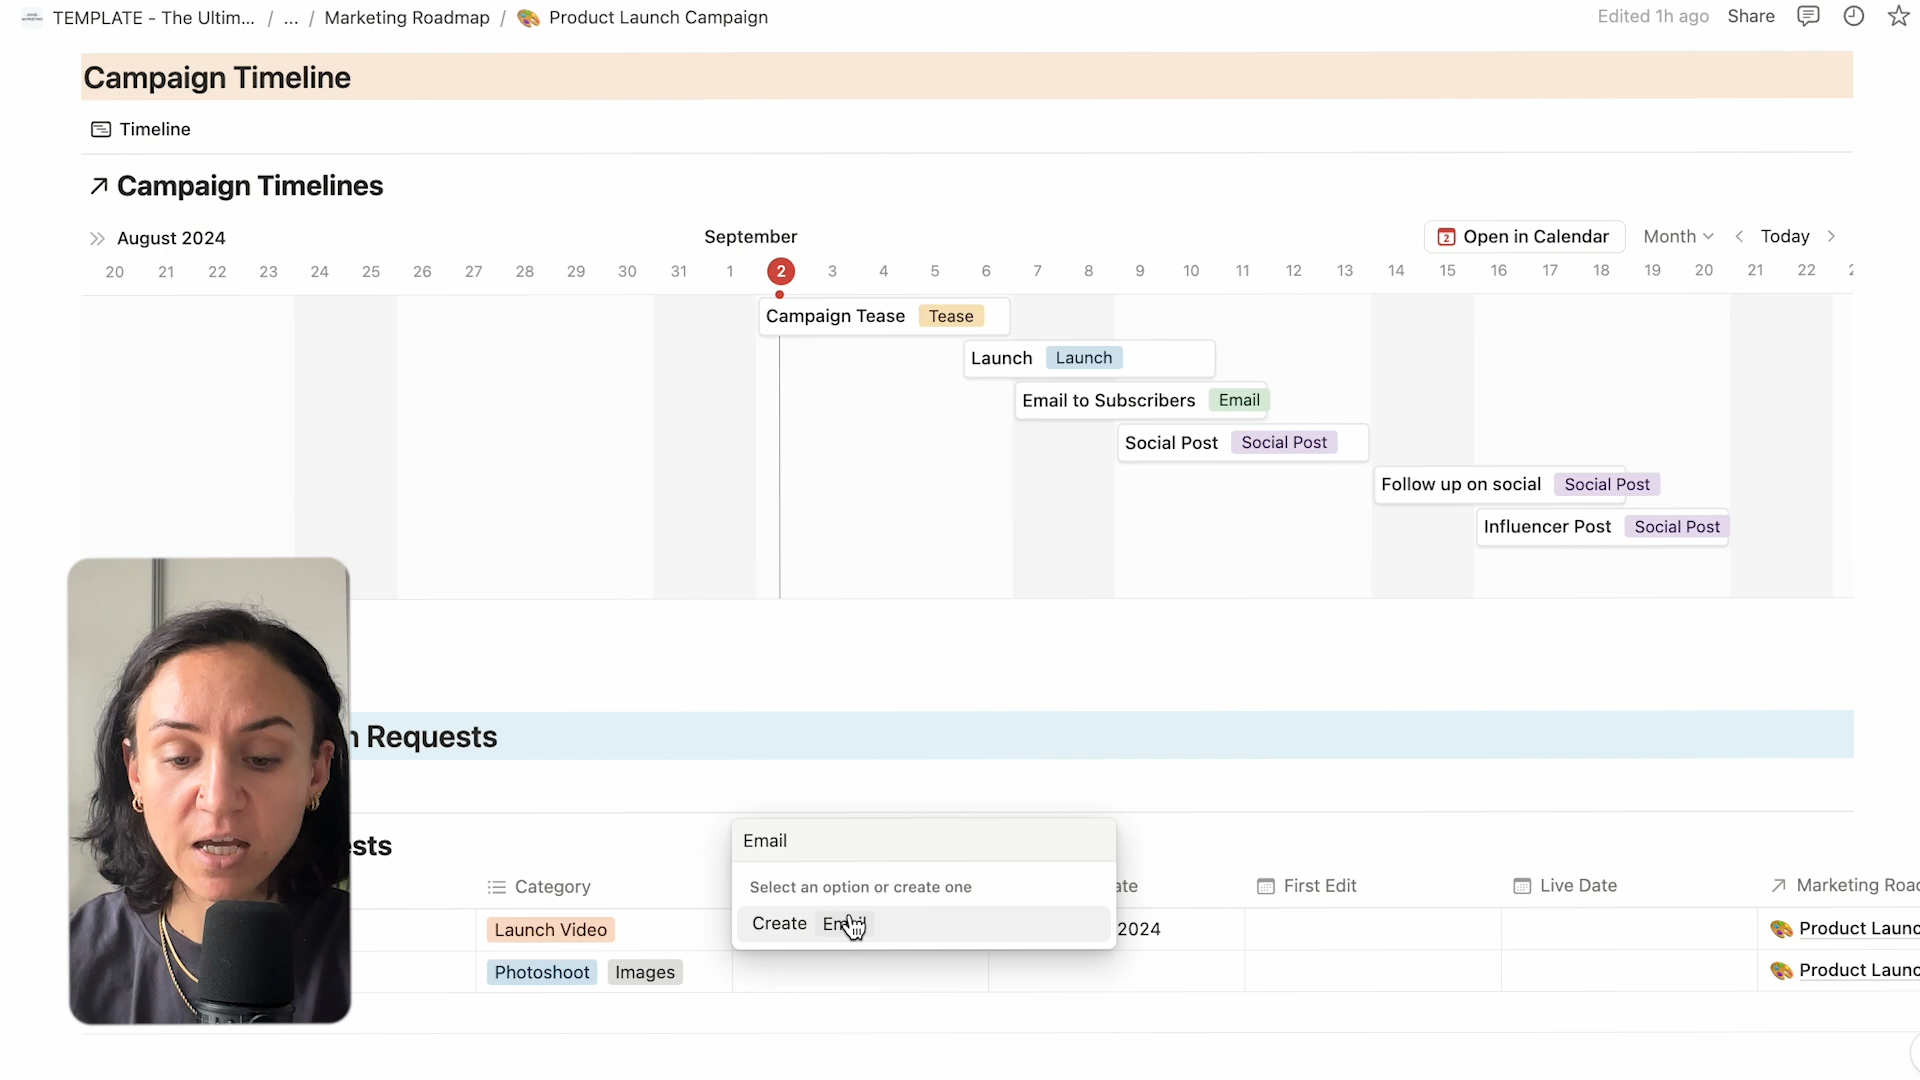 TEMPLATE - The Ultim... / ... / Marketing Roadmap / Product Launch Campaign
Edited 1h ago Share
Campaign Timeline
Timeline
Campaign Timelines
August 2024 September
2 Open in Calendar Month Today
20 21 22 23 24 25 26 27 28 29 30 31 1 2 3 4 5 6 7 8 9 10 11 12 13 14 15 16 17 18 19 20 21 22
Campaign Tease Tease
Launch Launch
Email to Subscribers Email
Social Post Social Post
Follow up on social Social Post
Influencer Post Social Post
n Requests
ests
Email
Select an option or create one
Create Email
Category ate First Edit Live Date Marketing Road
Launch Video 2024 Product Launc
Photoshoot Images Product Launc